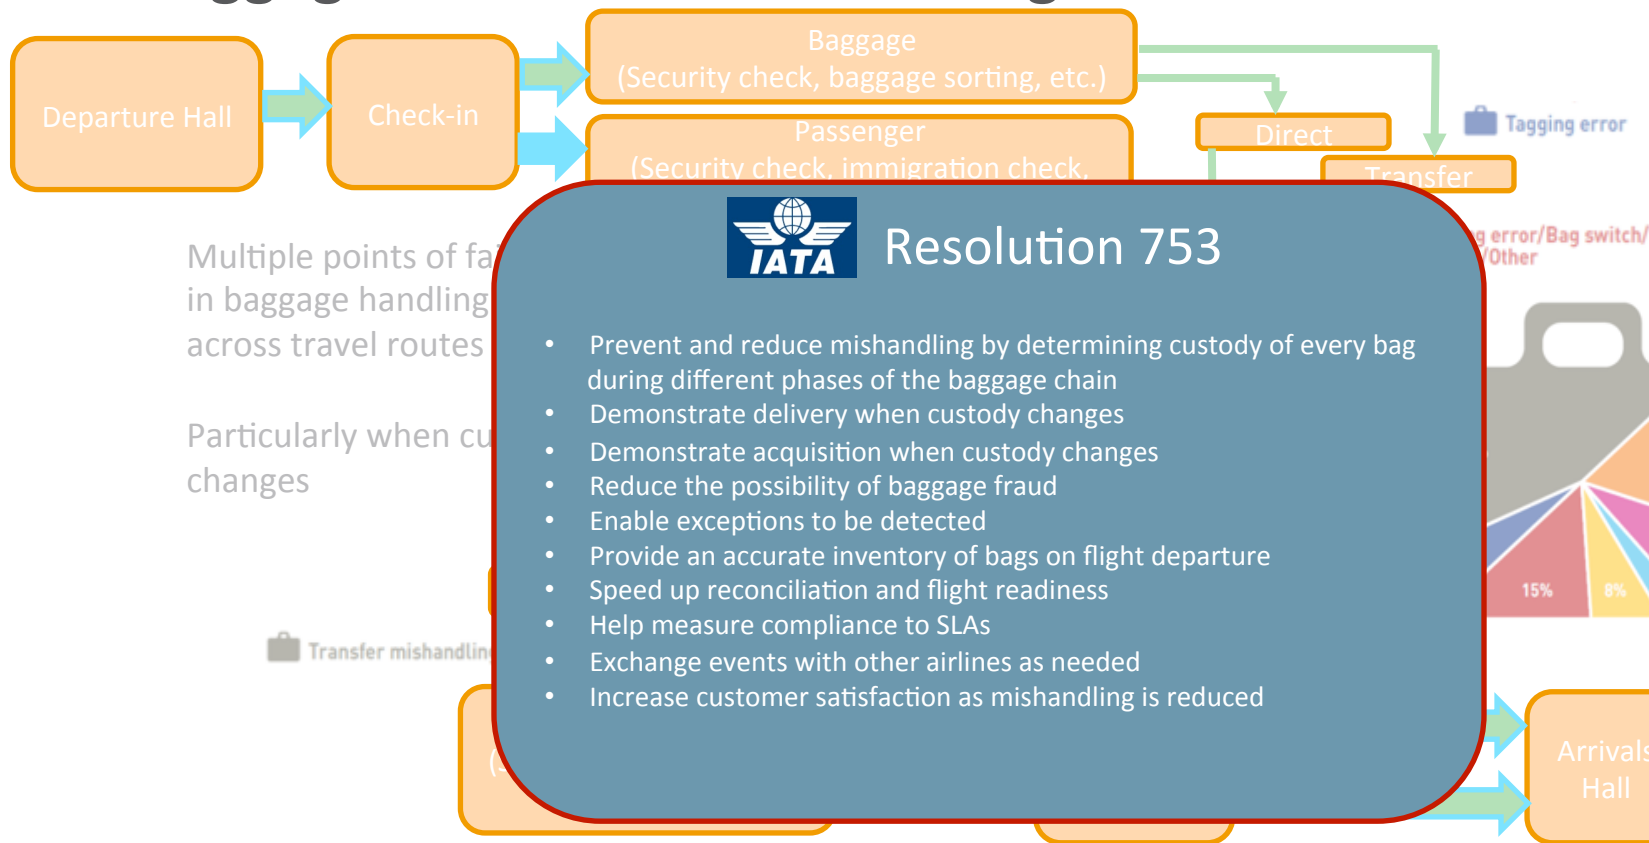 Departure Hall
Check-in
Baggage
(Security check, baggage sorting, etc.)
Passenger
(Security check, immigration check,
Direct
Transfer
Tagging error
error/Bag switch/
/Other
Multiple points of
in baggage handling
across travel routes
Particularly when
changes
IATA
Resolution 753
• Prevent and reduce mishandling by determining custody of every bag
during different phases of the baggage chain
• Demonstrate delivery when custody changes
• Demonstrate acquisition when custody changes
• Reduce the possibility of baggage fraud
• Enable exceptions to be detected
• Provide an accurate inventory of bags on flight departure
• Speed up reconciliation and flight readiness
• Help measure compliance to SLAs
• Exchange events with other airlines as needed
• Increase customer satisfaction as mishandling is reduced
15%
8%
Transfer mishandling
Arrivals
Hall